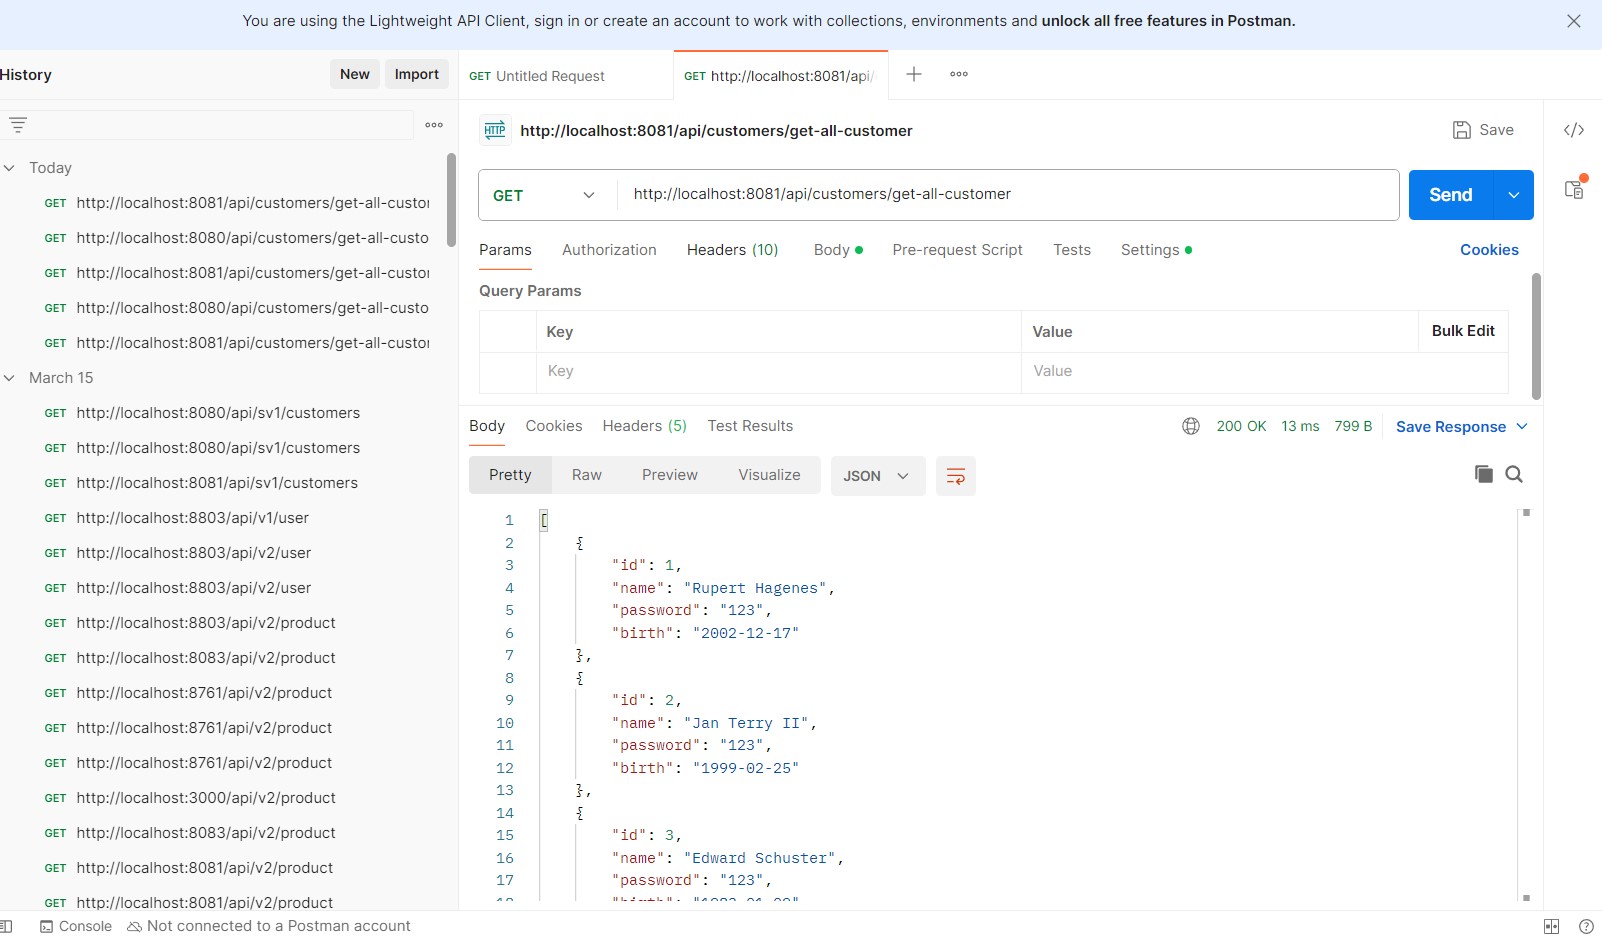 You are using the Lightweight API Client, sign in or create an account to work with collections, environments and unlock all free features in Postman.
History
New
Import
GET Untitled Request
GET http://localhost:8081/api/
http://localhost:8081/api/customers/get-all-customer
Save
Today
GET http://localhost:8081/api/customers/get-all-custor
GET http://localhost:8080/api/customers/get-all-custo
GET http://localhost:8081/api/customers/get-all-custor
GET http://localhost:8080/api/customers/get-all-custo
GET http://localhost:8081/api/customers/get-all-custor
March 15
GET http://localhost:8080/api/sv1/customers
GET http://localhost:8080/api/sv1/customers
GET http://localhost:8081/api/sv1/customers
GET http://localhost:8803/api/v1/user
GET http://localhost:8803/api/v2/user
GET http://localhost:8803/api/v2/user
GET http://localhost:8803/api/v2/product
GET http://localhost:8083/api/v2/product
GET http://localhost:8761/api/v2/product
GET http://localhost:8761/api/v2/product
GET http://localhost:8761/api/v2/product
GET http://localhost:3000/api/v2/product
GET http://localhost:8083/api/v2/product
GET http://localhost:8081/api/v2/product
GET http://localhost:8081/api/v2/product
HTTP
GET
http://localhost:8081/api/customers/get-all-customer
Send
Params Authorization Headers (10) Body Pre-request Script Tests Settings Cookies
Query Params
Key Value Bulk Edit
Key Value
Body Cookies Headers (5) Test Results 200 OK 13 ms 799 B Save Response
Pretty Raw Preview Visualize JSON
1 [
2 {
3 "id": 1,
4 "name": "Rupert Hagenes",
5 "password": "123",
6 "birth": "2002-12-17"
7 },
8 {
9 "id": 2,
10 "name": "Jan Terry II",
11 "password": "123",
12 "birth": "1999-02-25"
13 },
14 {
15 "id": 3,
16 "name": "Edward Schuster",
17 "password": "123",
18 "birth":
Console Not connected to a Postman account